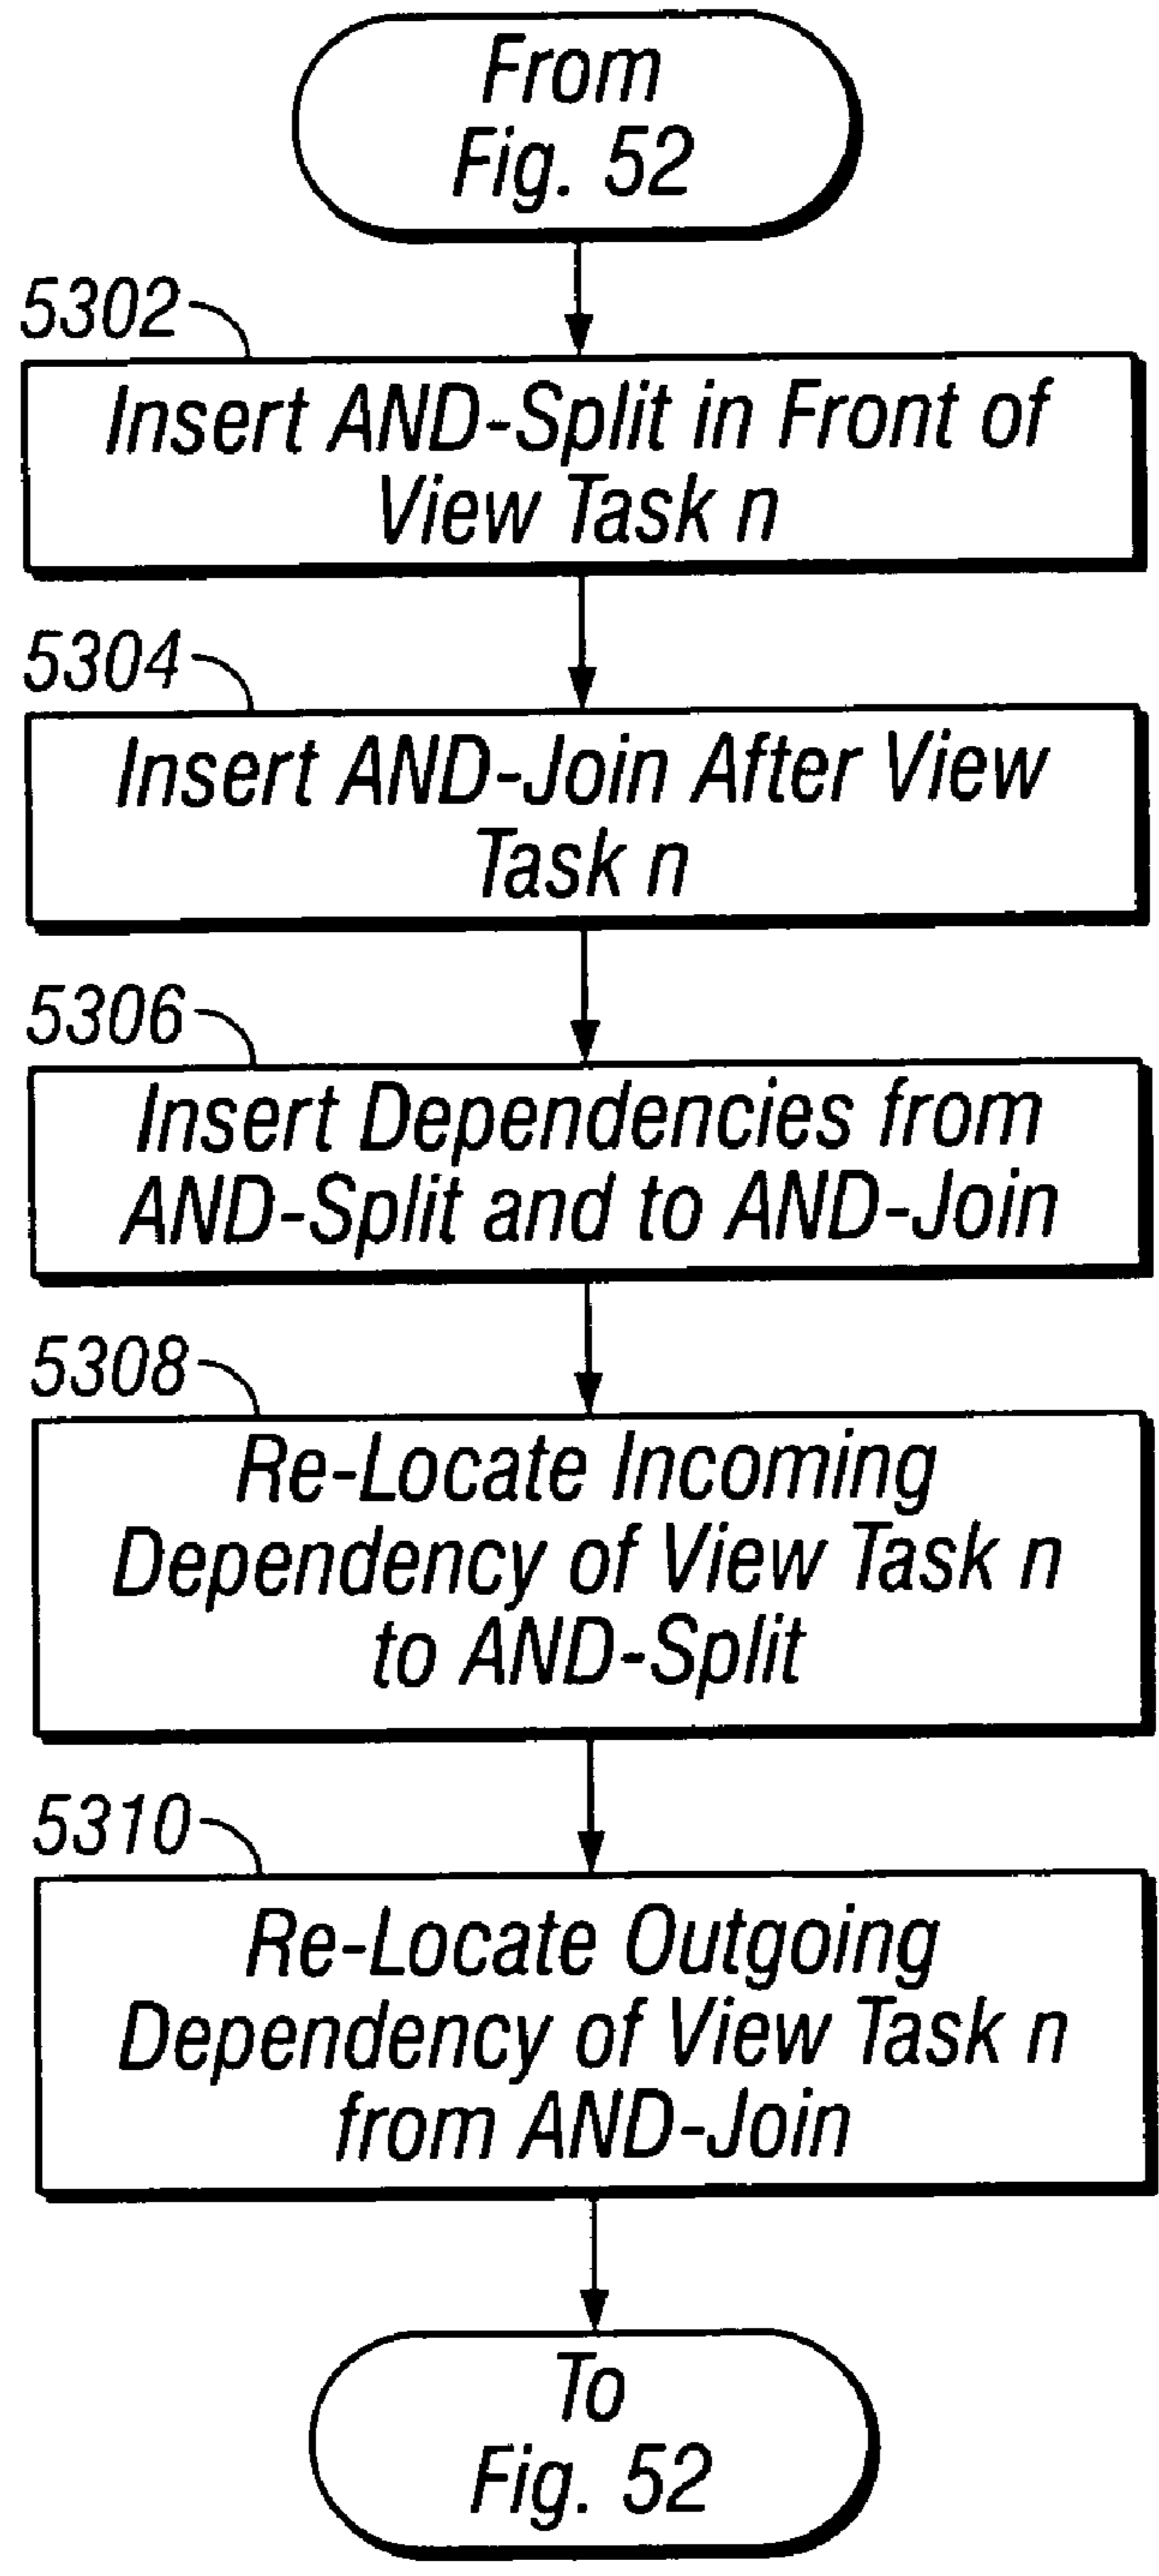 From
Fig. 52
5302
Insert AND-Split in Front of
View Task n
5304
Insert AND-Join After View
Task n
5306
Insert Dependencies from
AND-Split and to AND-Join
5308
Re-Locate Incoming
Dependency of View Task n
to AND-Split
5310
Re-Locate Outgoing
Dependency of View Task n
from AND-Join
To
Fig. 52